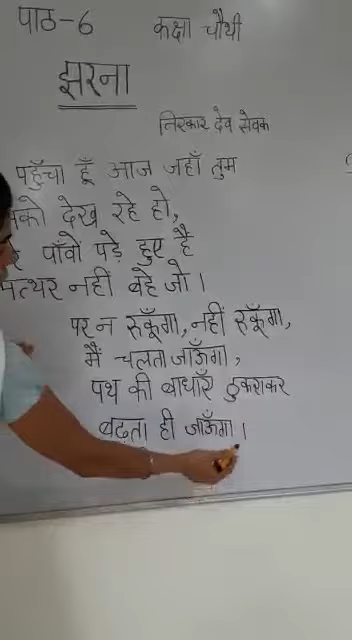 पाठ-6 कक्षा चौथी
झरना
तिरकार देव सेवक
पहुँचा हूँ आज जहाँ तुम
को देख रहे हो,
पाँवों पड़े हुए है
पत्थर नहीं बहे जो।
पर न रूकूँगा, नहीं रूकूँगा,
मैं चलता जाऊँगा,
पथ की बाधाएँ ठुकराकर
बढ़ता ही जाऊँगा।